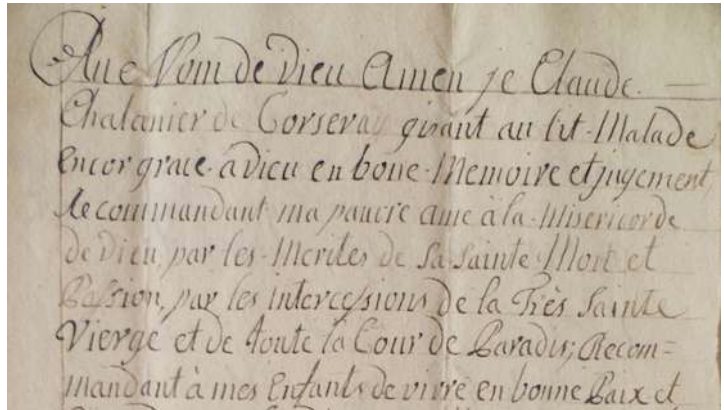 Au Nom de Dieu Amen je Claude. —
Chalanier de Corserey gisant au lit Malade
encor grace à Dieu en bone Memoire et jugement,
Recommandant ma pauvre ame à la Misericorde
de Dieu par les Merites de Sa Sainte Mort et
Passion, par les intercessions de la Très Sainte
Vierge et de toute la Cour de Paradis; Recom=
mandant à mes Enfants de vivre en bonne Paix et